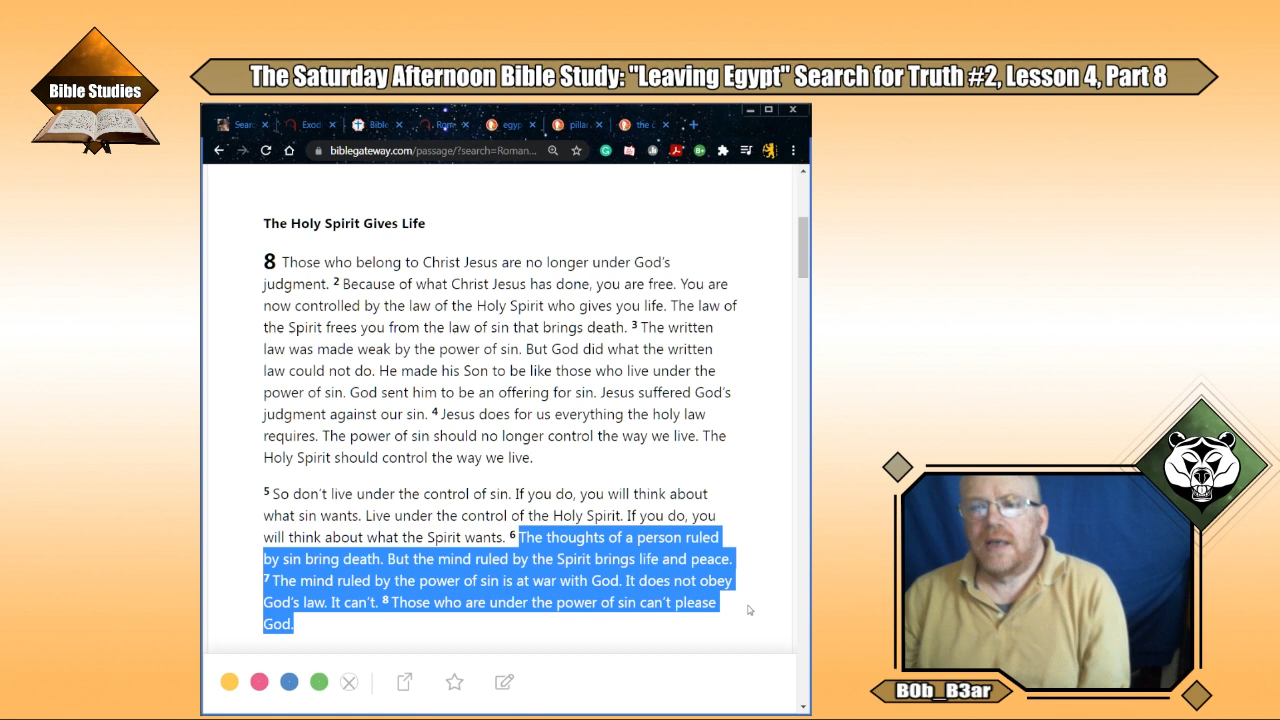 The Saturday Afternoon Bible Study: "Leaving Egypt" Search for Truth #2, Lesson 4, Part 8
Bible Studies
Sear
Exod
Bible
Rom
egyp
pillar
the c
biblegateway.com/passage/?search=Roman...
The Holy Spirit Gives Life
8 Those who belong to Christ Jesus are no longer under God's
judgment. 2 Because of what Christ Jesus has done, you are free. You are
now controlled by the law of the Holy Spirit who gives you life. The law of
the Spirit frees you from the law of sin that brings death. 3 The written
law was made weak by the power of sin. But God did what the written
law could not do. He made his Son to be like those who live under the
power of sin. God sent him to be an offering for sin. Jesus suffered God's
judgment against our sin. 4 Jesus does for us everything the holy law
requires. The power of sin should no longer control the way we live. The
Holy Spirit should control the way we live.
5 So don't live under the control of sin. If you do, you will think about
what sin wants. Live under the control of the Holy Spirit. If you do, you
will think about what the Spirit wants. 6 The thoughts of a person ruled
by sin bring death. But the mind ruled by the Spirit brings life and peace.
7 The mind ruled by the power of sin is at war with God. It does not obey
God's law. It can't. 8 Those who are under the power of sin can't please
God.
B0b_B3ar